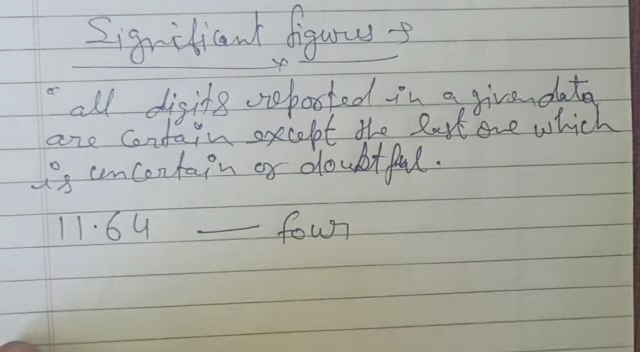 Significant figures
all digits reported in a given data
are certain except the last one which
is uncertain or doubtful.
11.64 — four